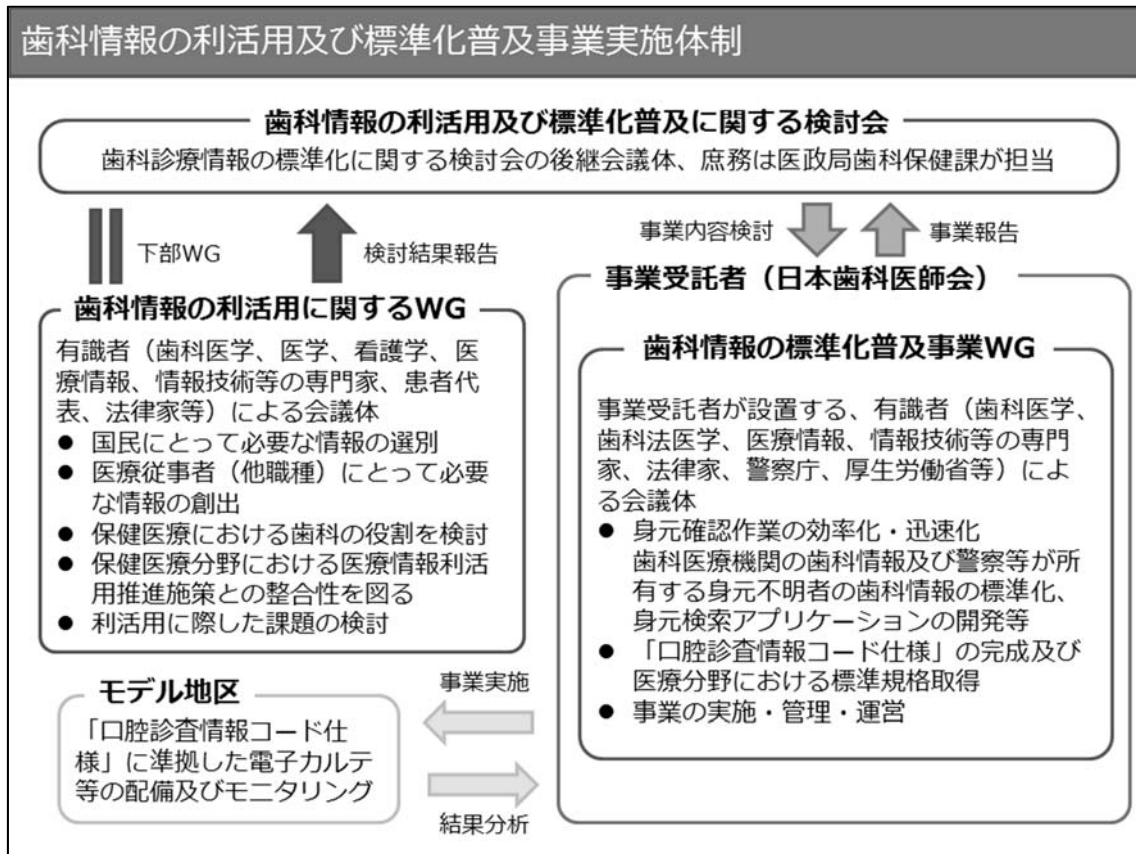 歯科情報の利活用及び標準化普及事業実施体制
歯科情報の利活用及び標準化普及に関する検討会
歯科診療情報の標準化に関する検討会の後継会議体、庶務は医政局歯科保健課が担当
下部WG
検討結果報告
事業内容検討
事業報告
歯科情報の利活用に関するWG
有識者（歯科医学、医学、看護学、医
療情報、情報技術等の専門家、患者代
表、法律家等）による会議体
● 国民にとって必要な情報の選別
● 医療従事者（他職種）にとって必要
な情報の創出
● 保健医療における歯科の役割を検討
● 保健医療分野における医療情報利活
用推進施策との整合性を図る
● 利活用に際した課題の検討
事業受託者（日本歯科医師会）
歯科情報の標準化普及事業WG
事業受託者が設置する、有識者（歯科医学、
歯科法医学、医療情報、情報技術等の専門
家、法律家、警察庁、厚生労働省等）によ
る会議体
● 身元確認作業の効率化・迅速化
歯科医療機関の歯科情報及び警察等が所
有する身元不明者の歯科情報の標準化、
身元検索アプリケーションの開発等
● 「口腔診査情報コード仕様」の完成及び
医療分野における標準規格取得
● 事業の実施・管理・運営
モデル地区
「口腔診査情報コード仕
様」に準拠した電子カルテ
等の配備及びモニタリング
事業実施
結果分析